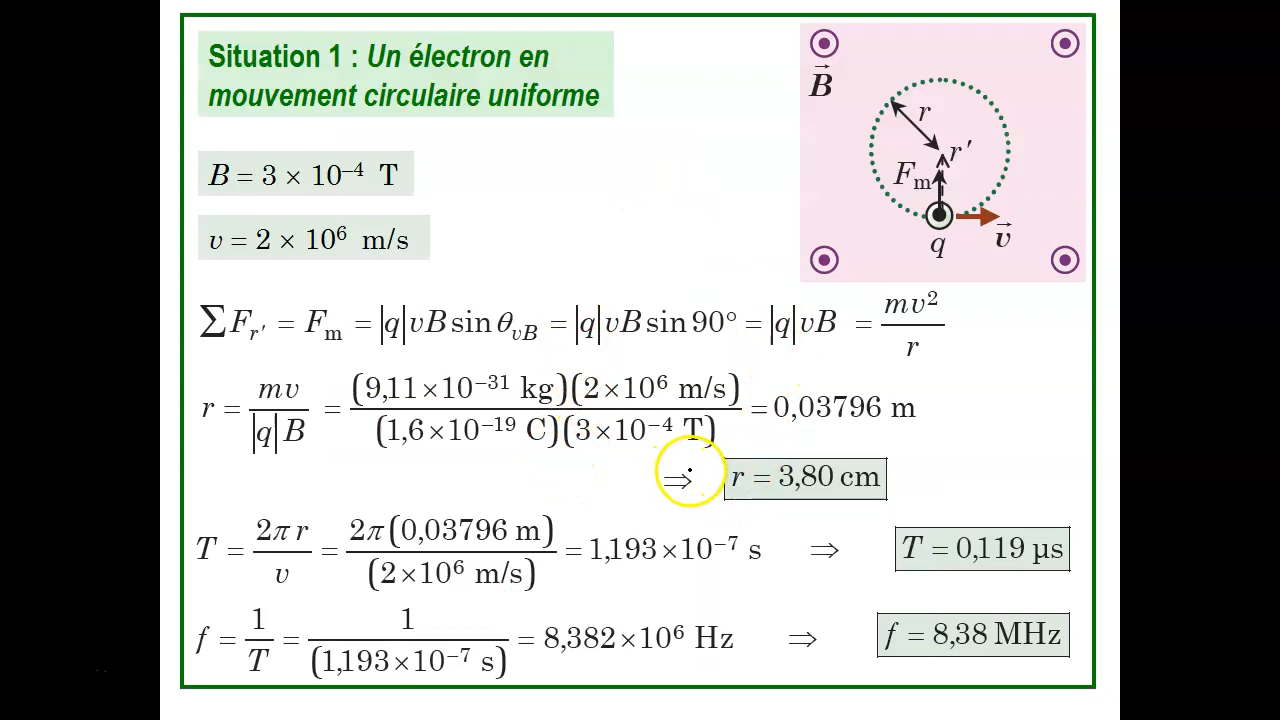 Situation 1 : Un électron en
mouvement circulaire uniforme
B = 3 × 10⁻⁴ T
v = 2 × 10⁶ m/s
B⃗
r
r′
Fₘ
q
v⃗
∑F_r′ = Fₘ = |q|vB sin θ_vB = |q|vB sin 90° = |q|vB = mv²/r
r = mv/(|q|B) = (9,11×10⁻³¹ kg)(2×10⁶ m/s)/(1,6×10⁻¹⁹ C)(3×10⁻⁴ T) = 0,03796 m
⇒ r = 3,80 cm
T = 2π r/v = 2π(0,03796 m)/(2×10⁶ m/s) = 1,193×10⁻⁷ s ⇒ T = 0,119 µs
f = 1/T = 1/(1,193×10⁻⁷ s) = 8,382×10⁶ Hz ⇒ f = 8,38 MHz